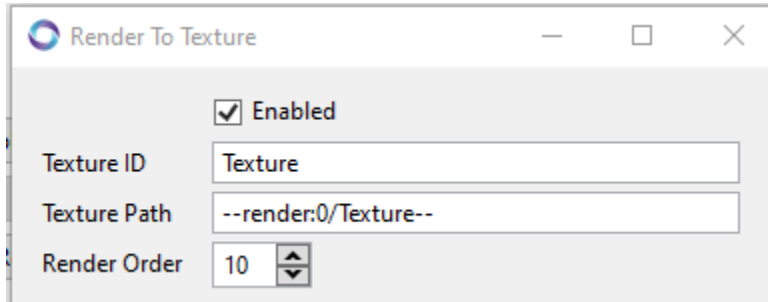 Render To Texture
Enabled
Texture ID Texture
Texture Path --render:0/Texture--
Render Order 10